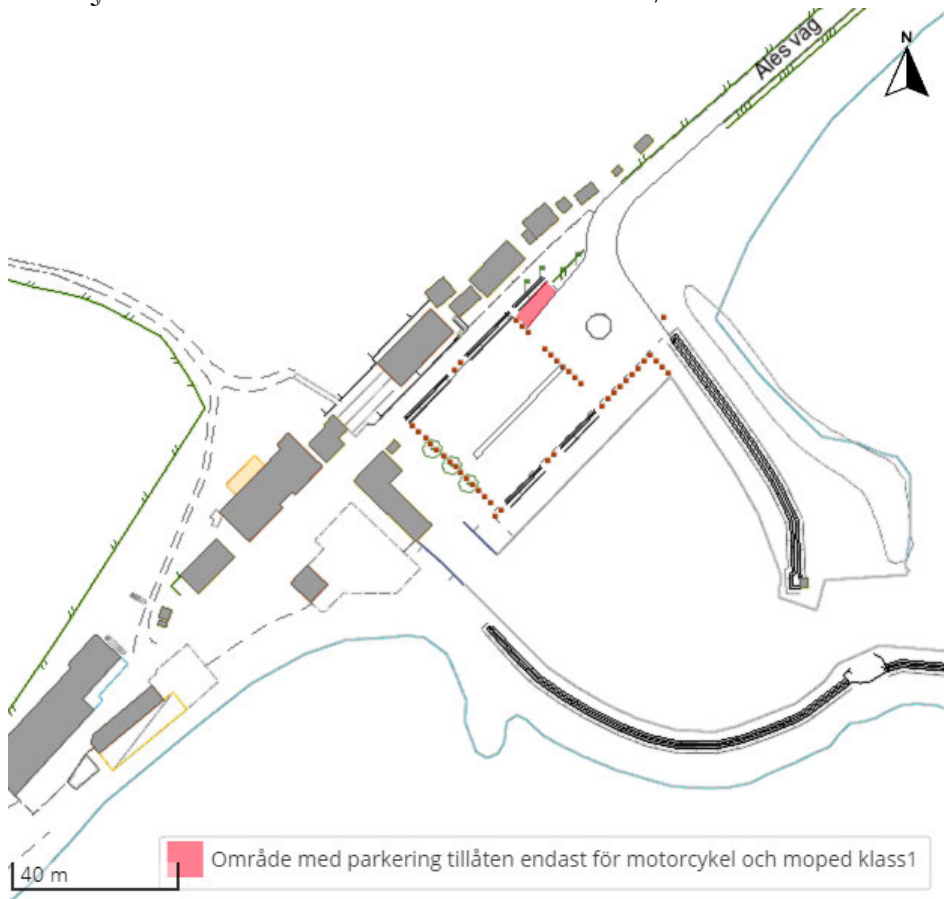 N
Ales väg
Område med parkering tillåten endast för motorcykel och moped klass1
40 m